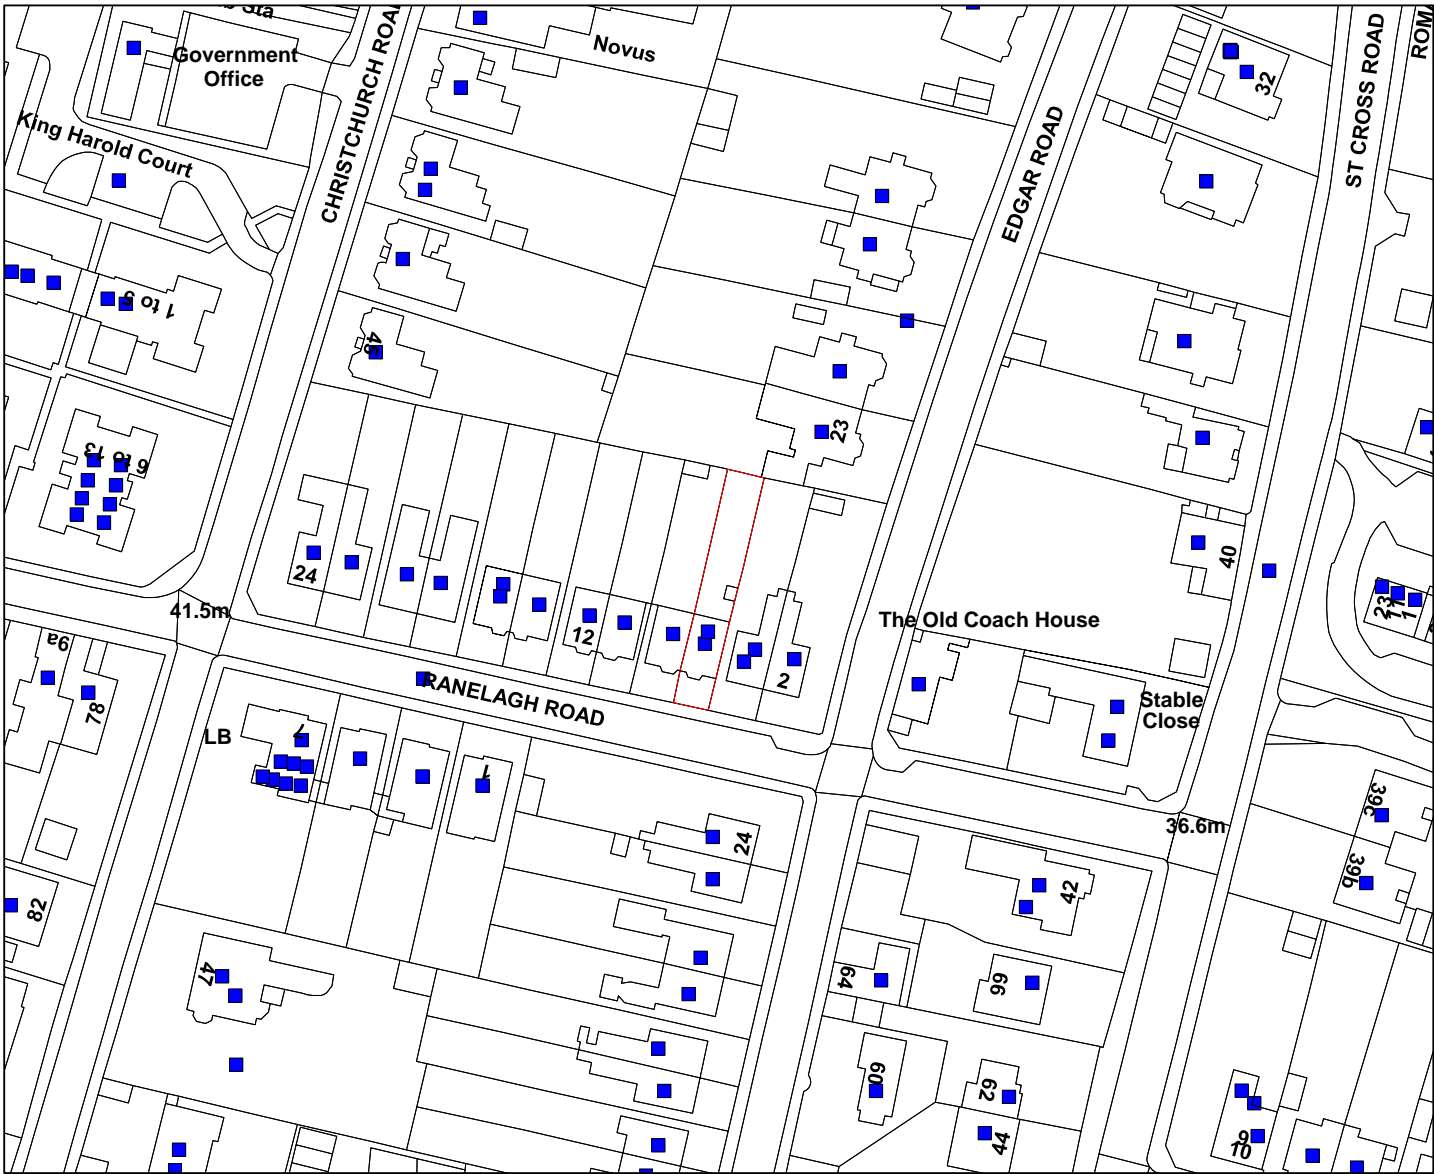 Government
Office
Novus
CHRISTCHURCH ROAD
King Harold Court
EDGAR ROAD
ST CROSS ROAD
32
1 to 5
45
23
6 to 13
24
40
41.5m
12
The Old Coach House
2
9a
78
RANELAGH ROAD
Stable
Close
LB
7
1
36.6m
39c
24
39b
42
82
47
64
66
60
62
44